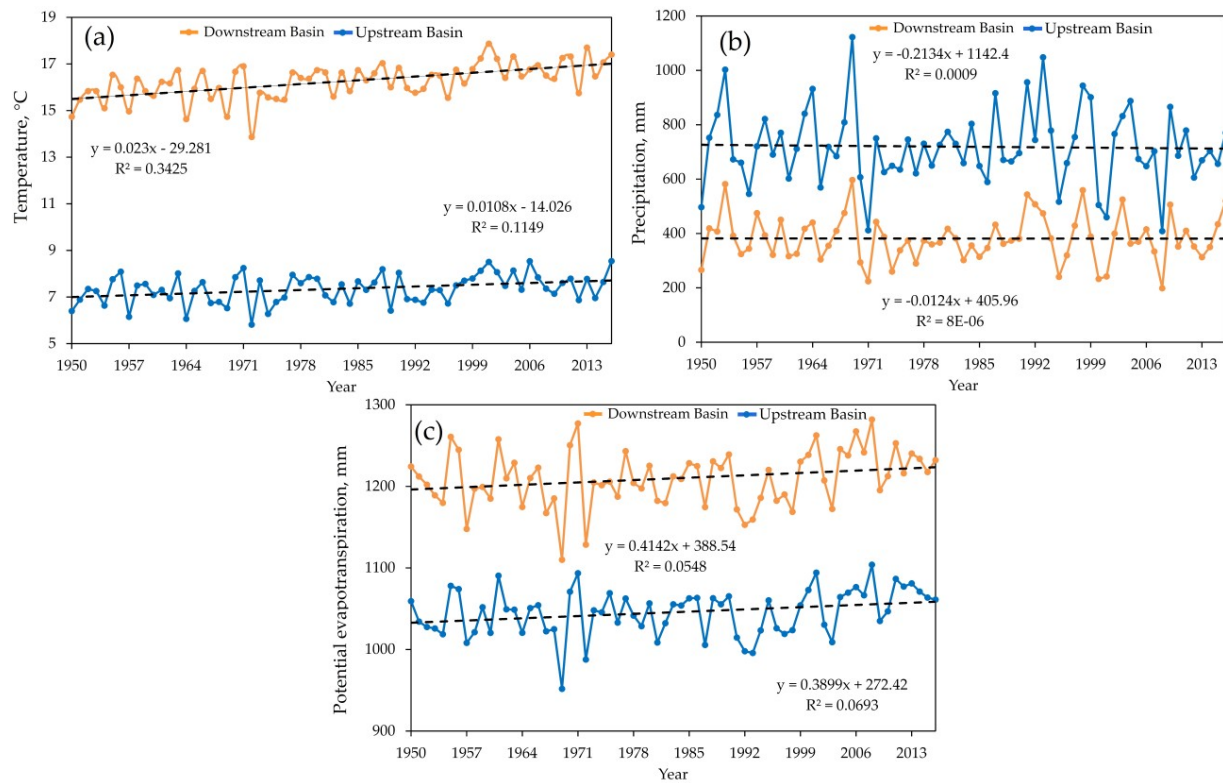 (a)
Downstream Basin
Upstream Basin
Temperature, °C
19
17
15
13
11
9
7
5
y = 0.023x - 29.281
R² = 0.3425
y = 0.0108x - 14.026
R² = 0.1149
1950
1957
1964
1971
1978
1985
1992
1999
2006
2013
Year
(b)
Downstream Basin
Upstream Basin
Precipitation, mm
1200
1000
800
600
400
200
0
y = -0.2134x + 1142.4
R² = 0.0009
y = -0.0124x + 405.96
R² = 8E-06
1950
1957
1964
1971
1978
1985
1992
1999
2006
2013
Year
(c)
Downstream Basin
Upstream Basin
Potential evapotranspiration, mm
1300
1200
1100
1000
900
y = 0.4142x + 388.54
R² = 0.0548
y = 0.3899x + 272.42
R² = 0.0693
1950
1957
1964
1971
1978
1985
1992
1999
2006
2013
Year